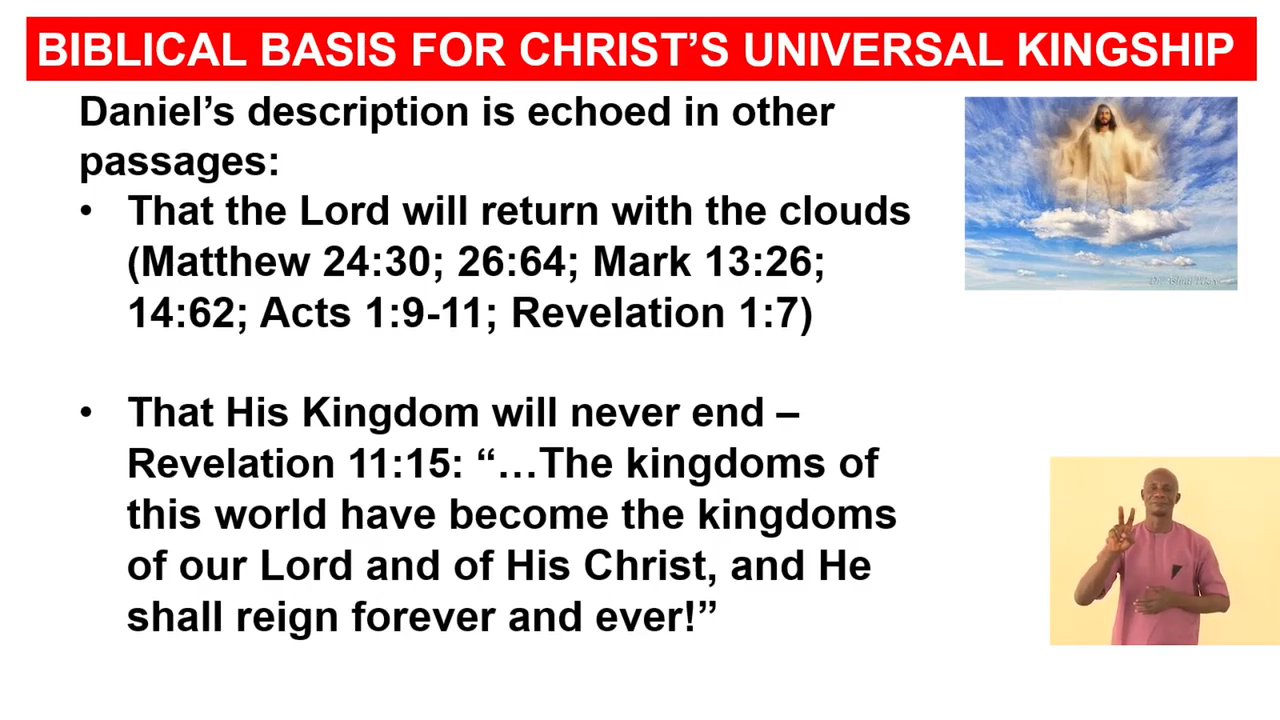 BIBLICAL BASIS FOR CHRIST’S UNIVERSAL KINGSHIP
Daniel’s description is echoed in other
passages:
• That the Lord will return with the clouds
(Matthew 24:30; 26:64; Mark 13:26;
14:62; Acts 1:9-11; Revelation 1:7)
• That His Kingdom will never end –
Revelation 11:15: “…The kingdoms of
this world have become the kingdoms
of our Lord and of His Christ, and He
shall reign forever and ever!”